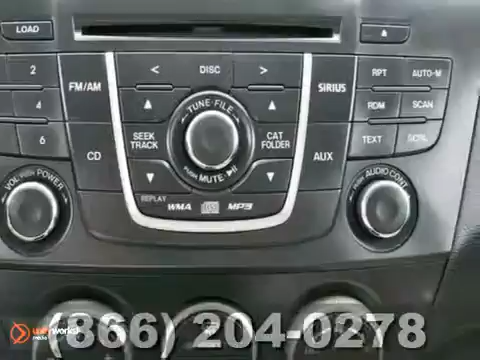 LOAD
2
4
6
FM/AM
CD
< DISC >
SIRIUS
AUX
RPT
AUTO-M
RDM
SCAN
TEXT
SCRL
TUNE·FILE
SEEK
TRACK
CAT
FOLDER
PUSH
MUTE
REPLAY
WMA
MP3
VOL PUSH POWER
PUSH AUDIO CONT
(866) 204-0278
media